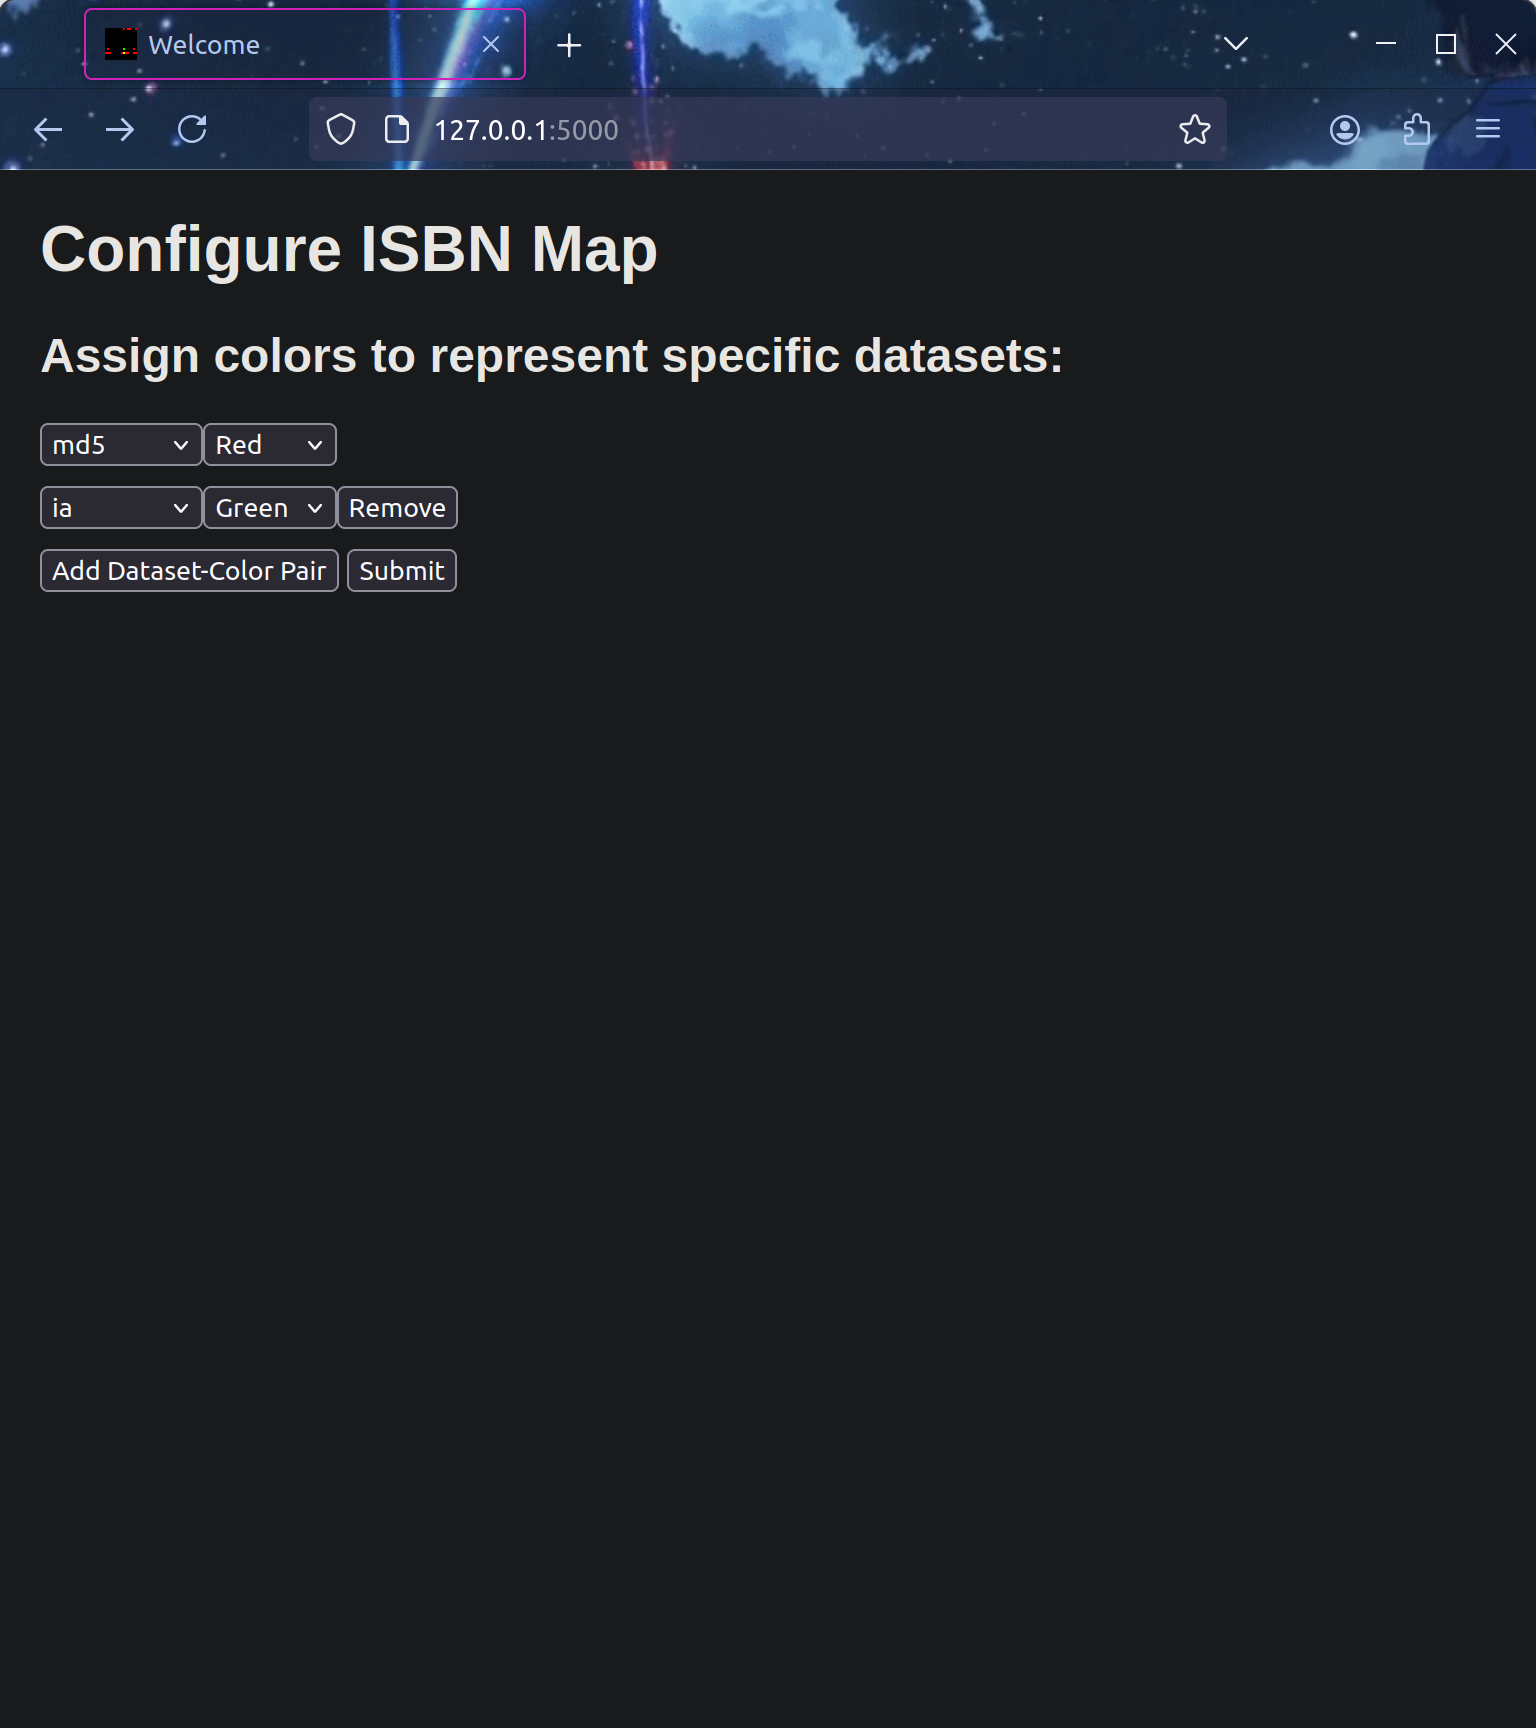 Welcome
127.0.0.1:5000
Configure ISBN Map
Assign colors to represent specific datasets:
md5 Red
ia Green Remove
Add Dataset-Color Pair Submit